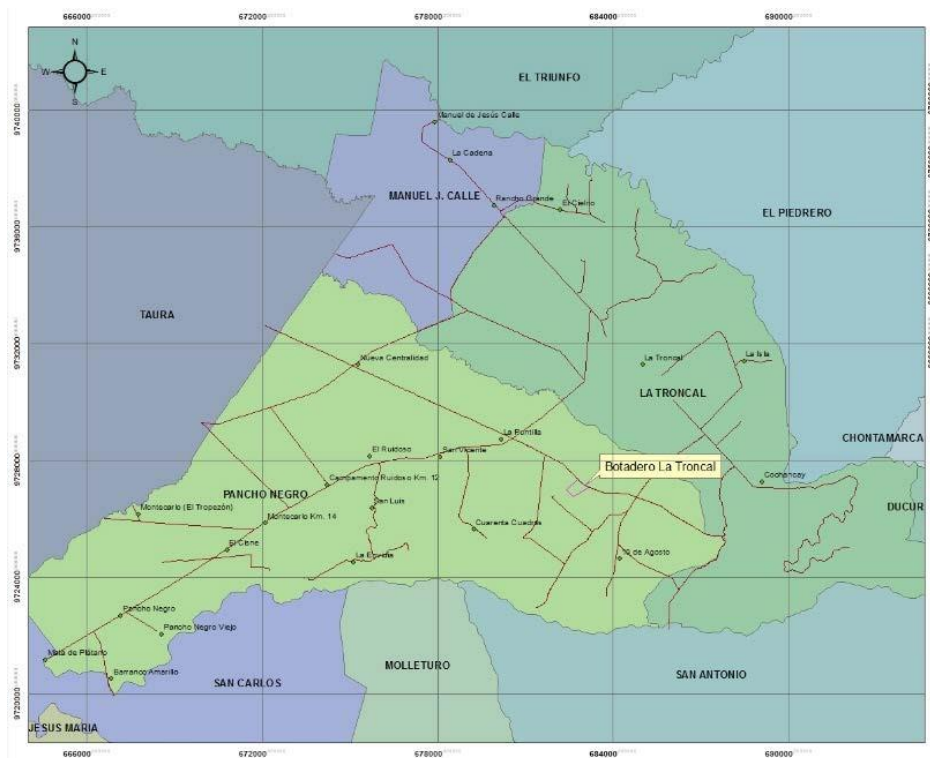 666000
672000
678000
684000
690000
N
W
E
S
EL TRIUNFO
9740000
Manuel de Jesús Calle
La Cadena
MANUEL J. CALLE
Rancho Grande
EL PIEDRERO
9736000
TAURA
9732000
Nueva Centralidad
La Troncal
La Isla
LA TRONCAL
La Puntilla
CHONTAMARCA
9728000
El Ruidoso
San Vicente
Botadero La Troncal
Cochancay
Campamento Ruidoso Km. 12
PANCHO NEGRO
DUCUR
Montecarlo (El Tropezón)
San Luis
Montecarlo Km. 14
Cuarenta Cuadras
El Cisne
La Envidia
10 de Agosto
9724000
Pancho Negro
Pancho Negro Viejo
Mata de Plátano
MOLLETURO
SAN ANTONIO
Barranco Amarillo
SAN CARLOS
9720000
JESUS MARIA
666000
672000
678000
684000
690000